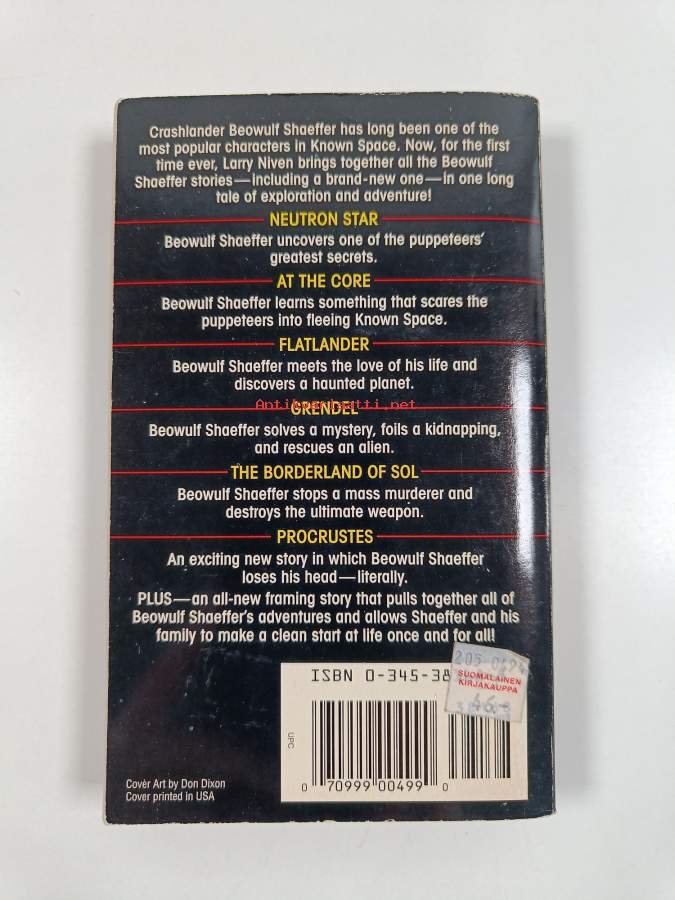 Crashlander Beowulf Shaeffer has long been one of the
most popular characters in Known Space. Now, for the first
time ever, Larry Niven brings together all the Beowulf
Shaeffer stories—including a brand-new one—in one long
tale of exploration and adventure!
NEUTRON STAR
Beowulf Shaeffer uncovers one of the puppeteers'
greatest secrets.
AT THE CORE
Beowulf Shaeffer learns something that scares the
puppeteers into fleeing Known Space.
FLATLANDER
Beowulf Shaeffer meets the love of his life and
discovers a haunted planet.
Antikvariaatti.net
GRENDEL
Beowulf Shaeffer solves a mystery, foils a kidnapping,
and rescues an alien.
THE BORDERLAND OF SOL
Beowulf Shaeffer stops a mass murderer and
destroys the ultimate weapon.
PROCRUSTES
An exciting new story in which Beowulf Shaeffer
loses his head—literally.
PLUS—an all-new framing story that pulls together all of
Beowulf Shaeffer's adventures and allows Shaeffer and his
family to make a clean start at life once and for all!
ISBN 0-345-38
SUOMALAINEN
KIRJAKAUPPA
UPC
0 70999 00499 0
Cover Art by Don Dixon
Cover printed in USA